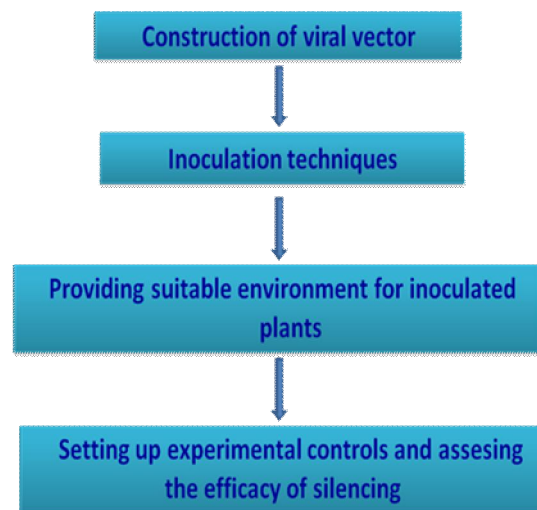 Construction of viral vector
Inoculation techniques
Providing suitable environment for inoculated
plants
Setting up experimental controls and assesing
the efficacy of silencing